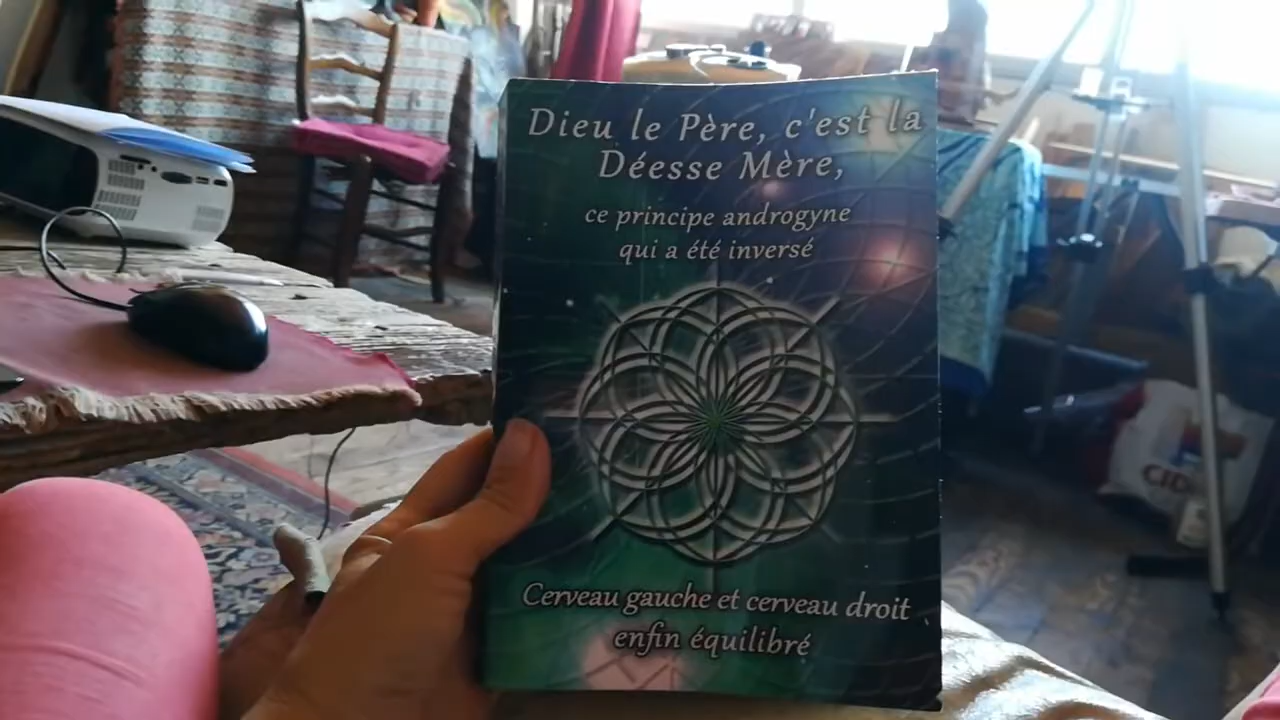 Dieu le Père, c'est la
Déesse Mère,
ce principe androgyne
qui a été inversé
Cerveau gauche et cerveau droit
enfin équilibré